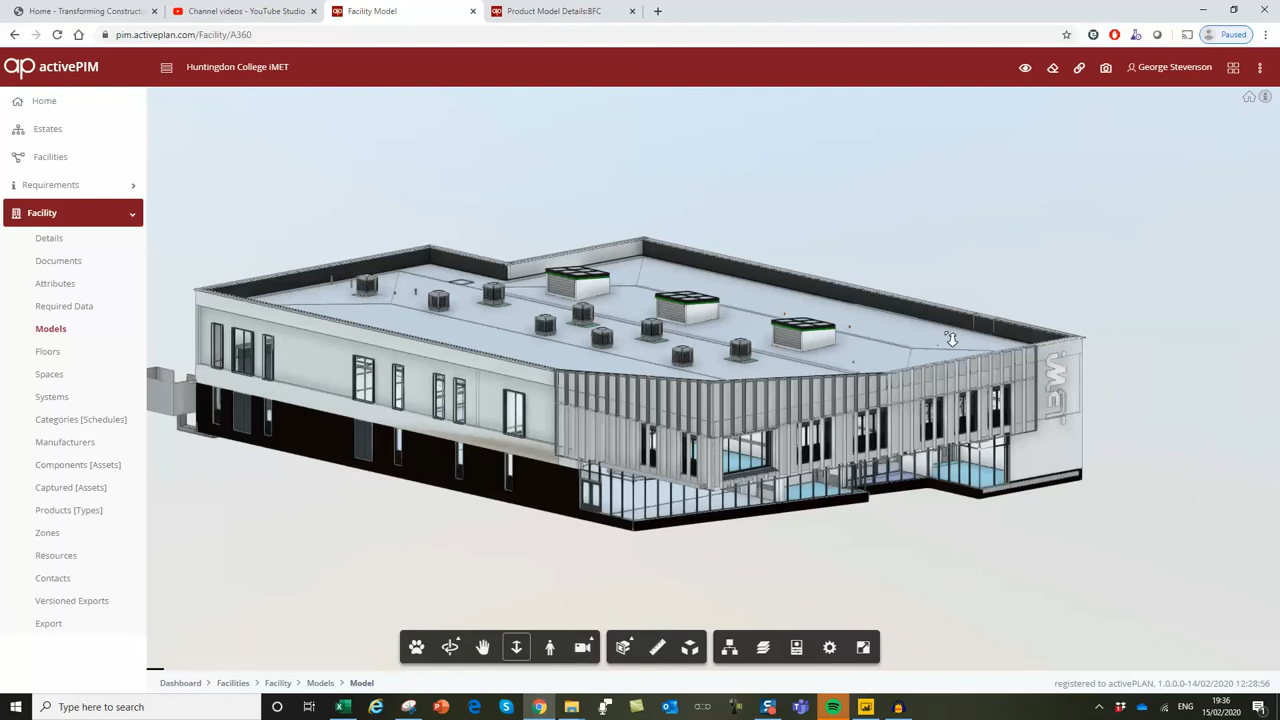 Home - Transforming Construct
Channel videos - YouTube Studio
Facility Model
Product Model Details:BFC
pim.activeplan.com/Facility/A360
Paused
ap activePIM
Huntingdon College iMET
George Stevenson
Home
Estates
Facilities
Requirements
Facility
Details
Documents
Attributes
Required Data
Models
Floors
Spaces
Systems
Categories [Schedules]
Manufacturers
Components [Assets]
Captured [Assets]
Products [Types]
Zones
Resources
Contacts
Versioned Exports
Export
Dashboard > Facilities > Facility > Models > Model
registered to activePLAN, 1.0.0.0-14/02/2020 12:28:56
Type here to search
ENG
19:36
15/02/2020